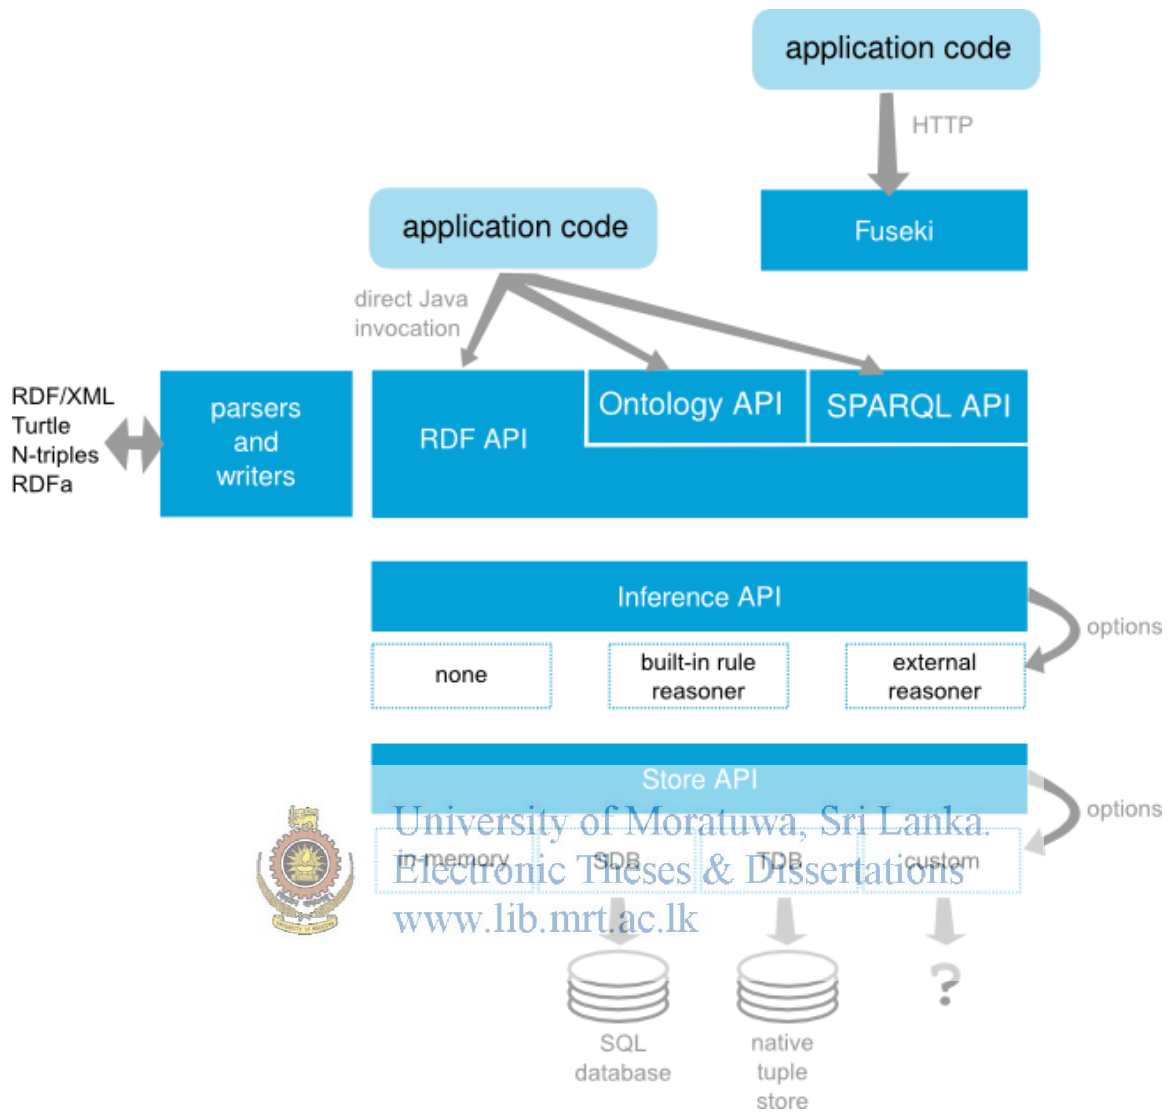 application code
HTTP
Fuseki
application code
direct Java
invocation
RDF/XML
Turtle
N-triples
RDFa
parsers
and
writers
RDF API
Ontology API
SPARQL API
Inference API
options
none
built-in rule
reasoner
external
reasoner
Store API
options
University of Moratuwa, Sri Lanka.
in-memory
SDB
TDB
custom
Electronic Theses & Dissertations
www.lib.mrt.ac.lk
?
SQL
database
native
tuple
store